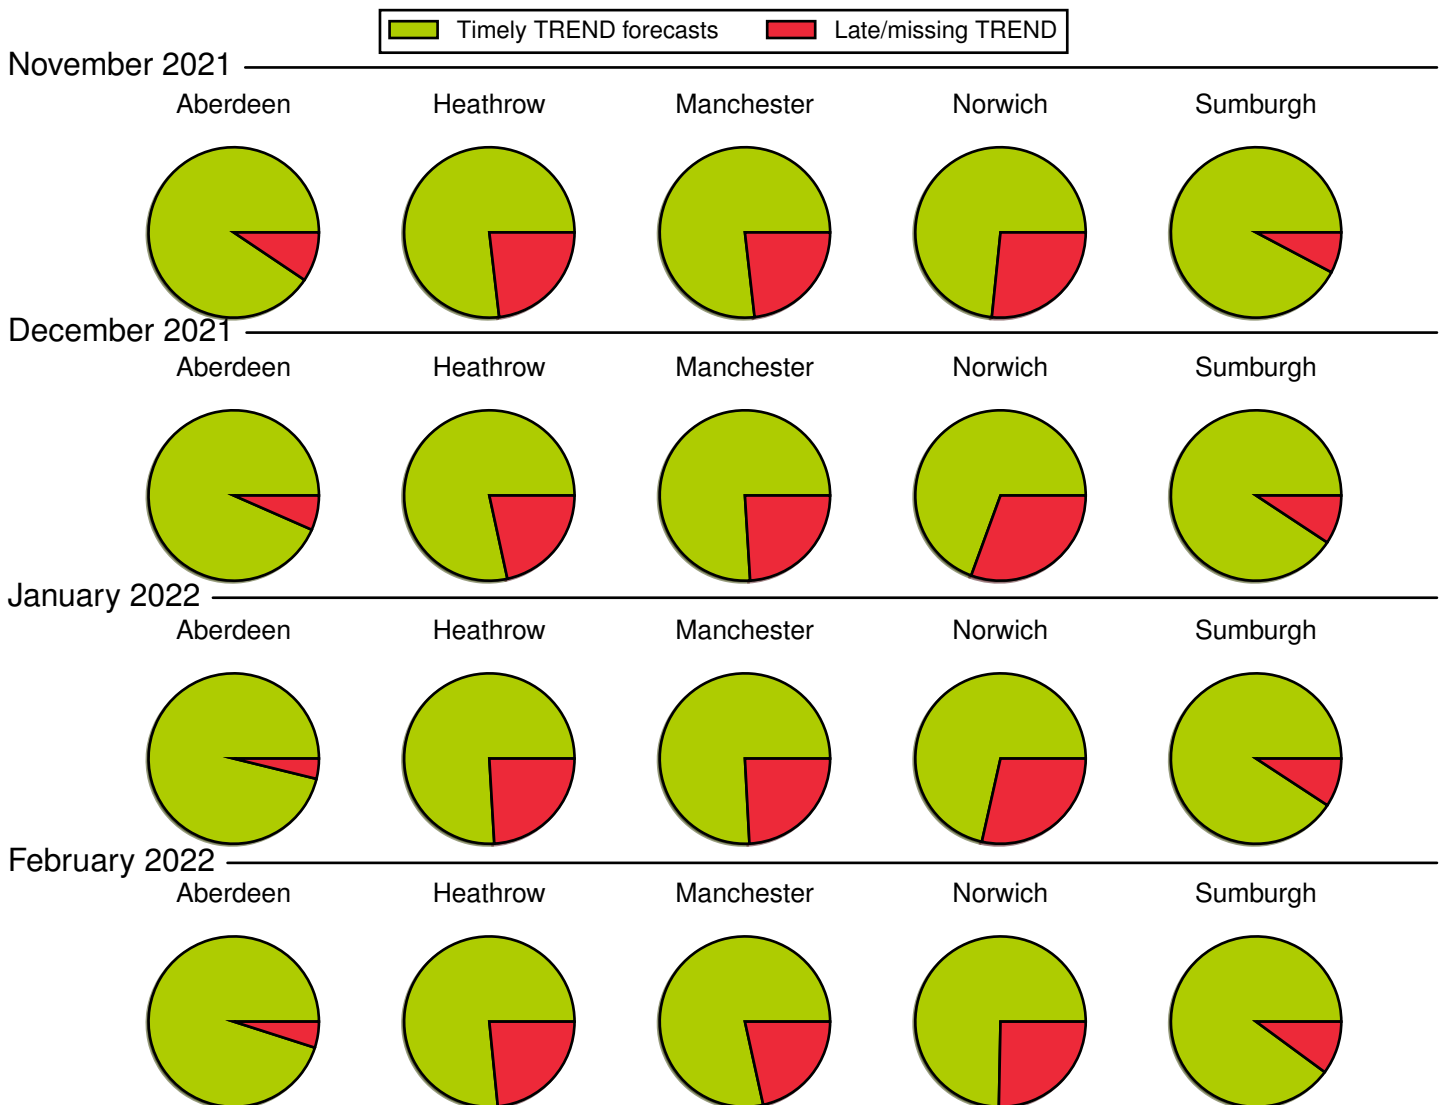 Timely TREND forecasts Late/missing TREND
November 2021
Aberdeen Heathrow Manchester Norwich Sumburgh
December 2021
Aberdeen Heathrow Manchester Norwich Sumburgh
January 2022
Aberdeen Heathrow Manchester Norwich Sumburgh
February 2022
Aberdeen Heathrow Manchester Norwich Sumburgh